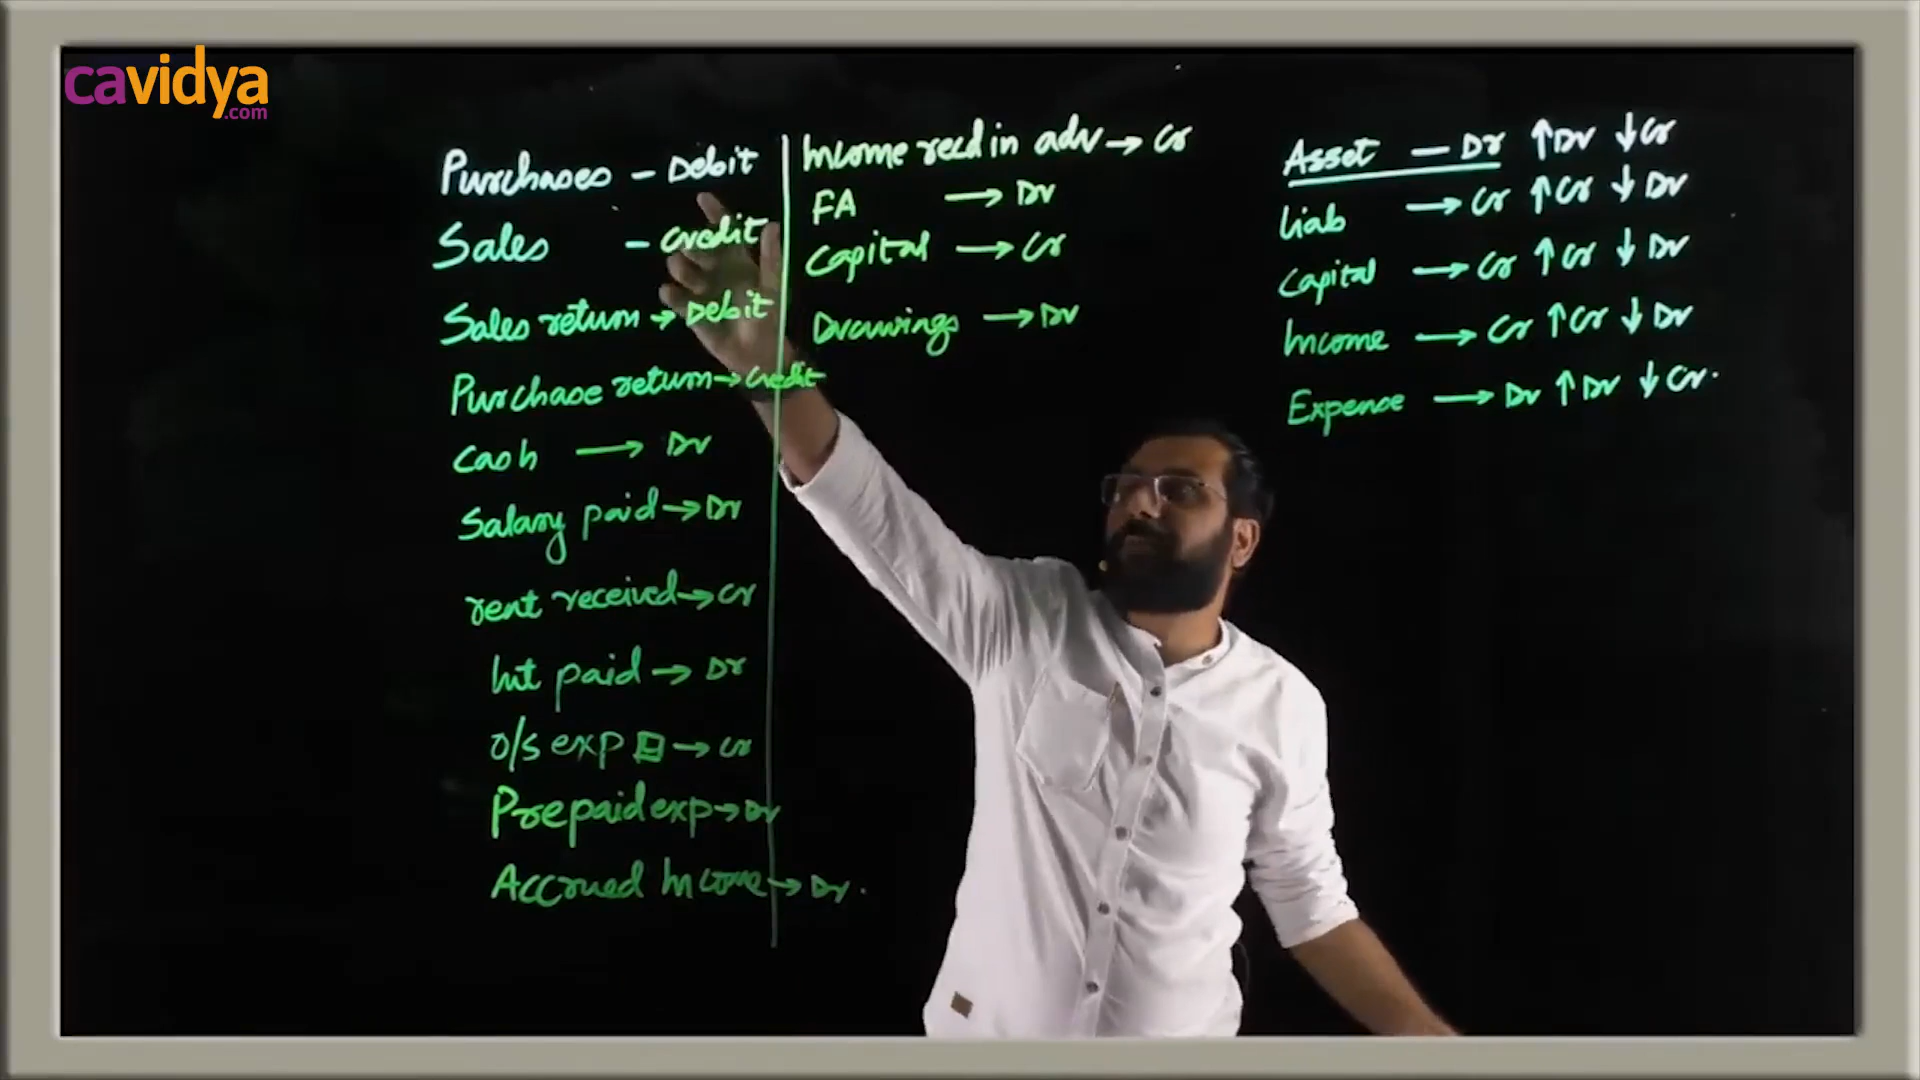 cavidya
.com
Purchases - Debit
Sales - Credit
Sales return → Debit
Purchase return → Credit
Cash → Dr
Salary paid → Dr
rent received → Cr
Int paid → Dr
o/s exp → Cr
Prepaid exp → Dr
Accrued Income → Dr.
Income recd in adv → Cr
FA → Dr
Capital → Cr
Drawings → Dr
Asset - Dr ↑ Dr ↓ Cr
Liab → Cr ↑ Cr ↓ Dr
Capital → Cr ↑ Cr ↓ Dr
Income → Cr ↑ Cr ↓ Dr
Expense → Dr ↑ Dr ↓ Cr.